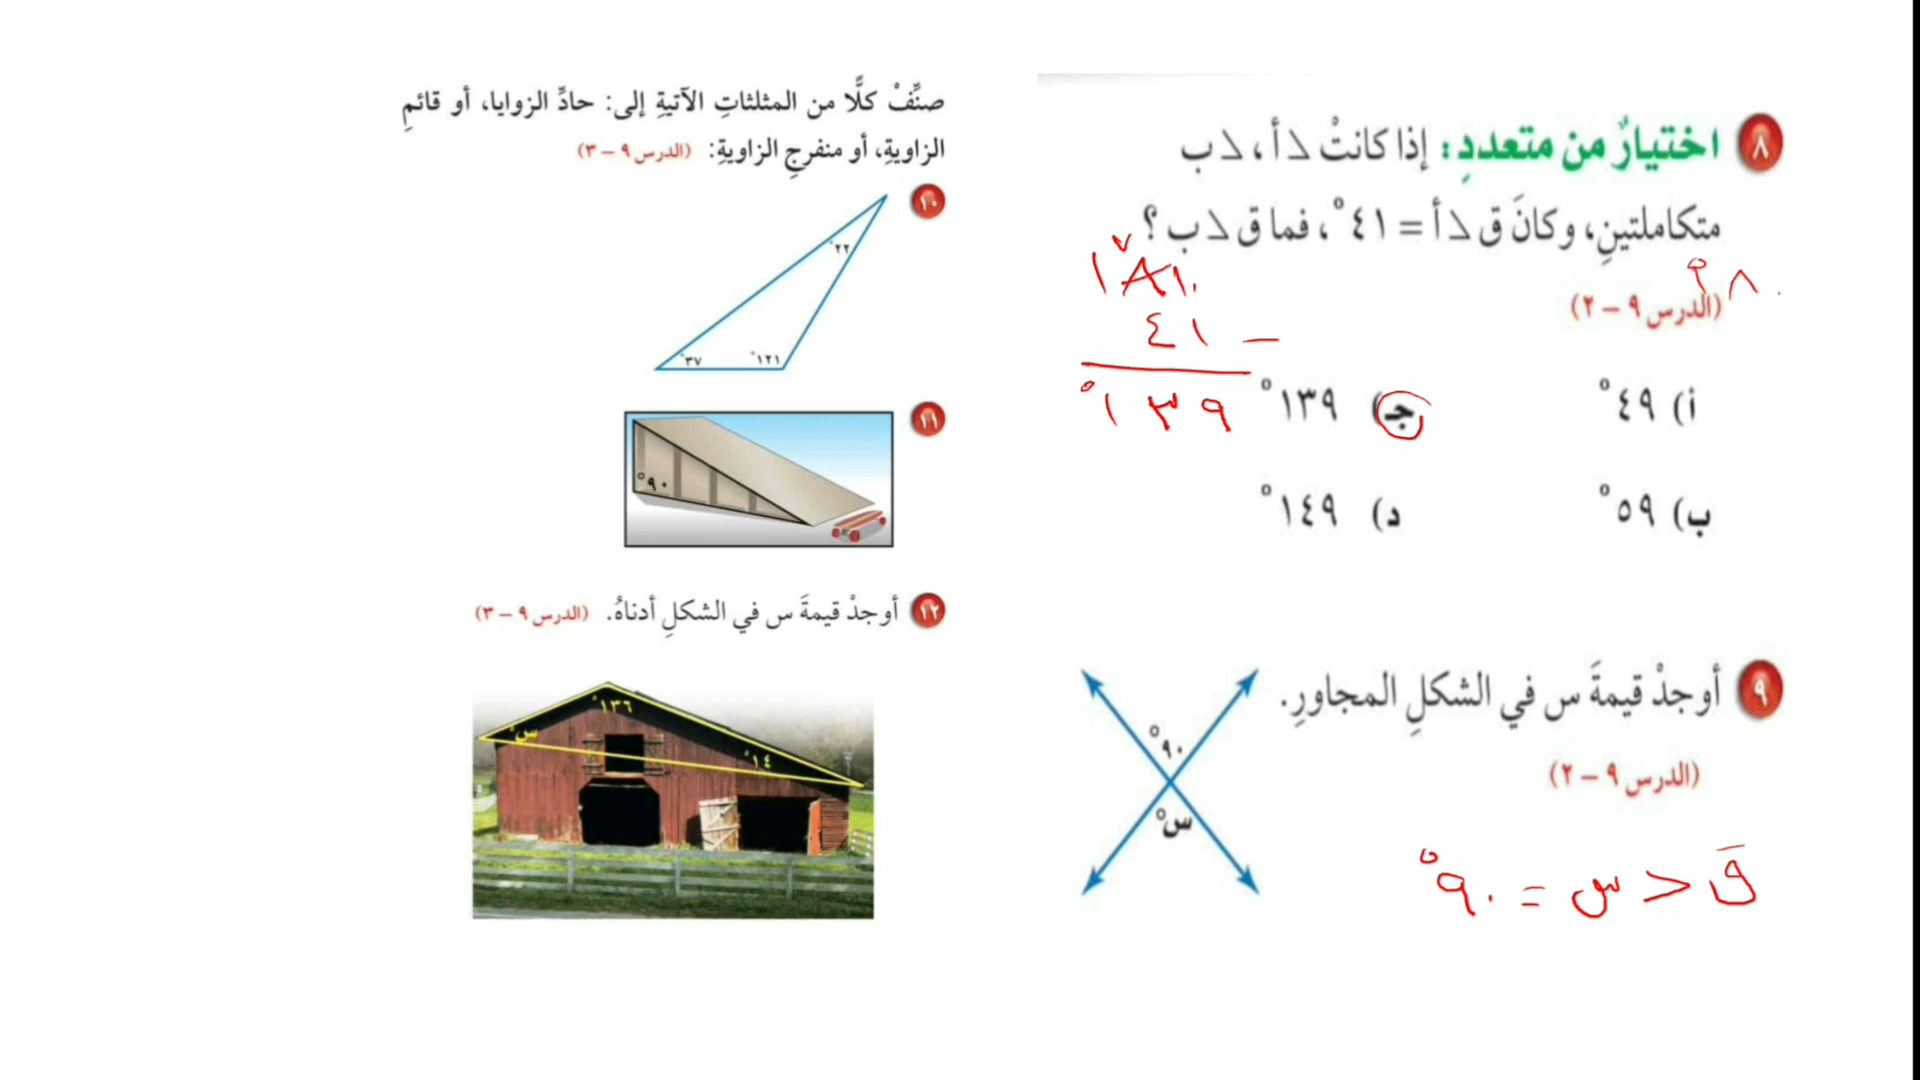 ٨ اختيارٌ من متعددٍ: إذا كانتْ ∠أ، ∠ب
متكاملتينِ، وكانَ ق∠أ = ٤١°، فما ق∠ب؟
(الدرس ٩ – ٢)
أ) ٤٩°
جـ) ١٣٩°
ب) ٥٩°
د) ١٤٩°
٤١ –
١٣٩°
٩ أوجدْ قيمةَ س في الشكلِ المجاورِ.
(الدرس ٩ – ٢)
٩٠°
س°
قَ > س = ٩٠°
صنِّفْ كلًّا من المثلثاتِ الآتيةِ إلى: حادِّ الزوايا، أو قائمِ
الزاويةِ، أو منفرجِ الزاويةِ: (الدرس ٩ – ٣)
١٠
٢٢°
٣٧°
١٢١°
١١
٩٠°
١٢ أوجدْ قيمةَ س في الشكلِ أدناهُ. (الدرس ٩ – ٣)
١٣٦°
س°
١٤°